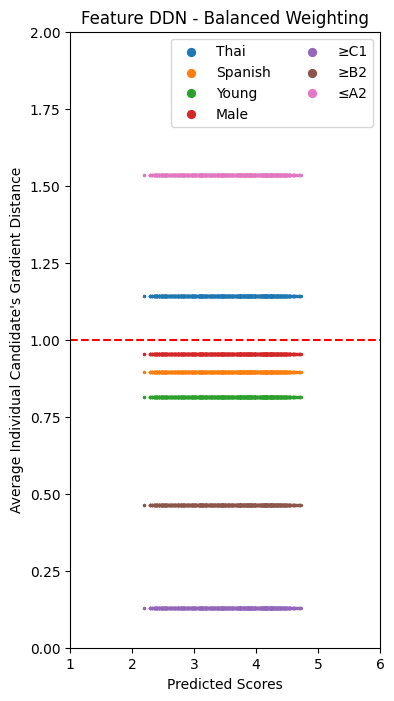 Feature DDN - Balanced Weighting
2.00
1.75
1.50
1.25
1.00
0.75
0.50
0.25
0.00
Average Individual Candidate's Gradient Distance
Thai
Spanish
Young
Male
≥C1
≥B2
≤A2
1 2 3 4 5 6
Predicted Scores